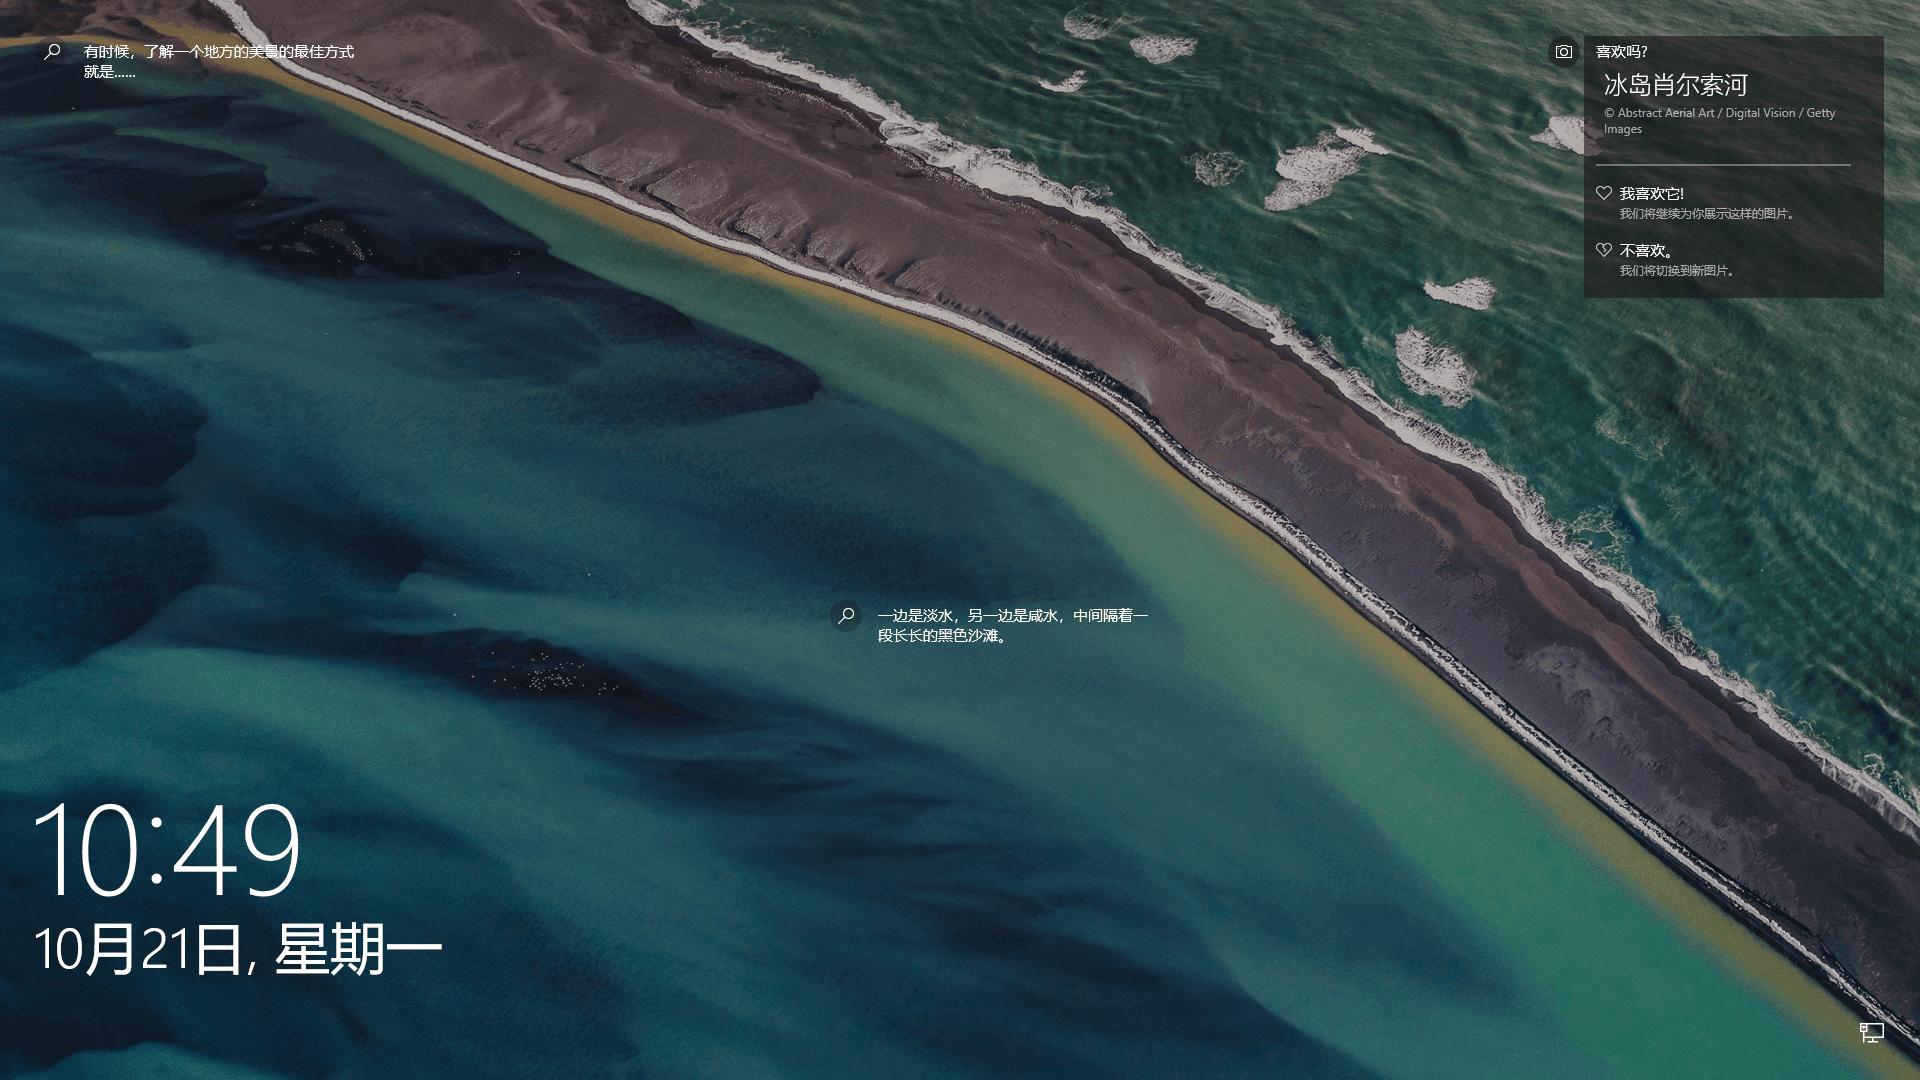 有时候，了解一个地方的美景的最佳方式
就是......
喜欢吗?
冰岛肖尔索河
© Abstract Aerial Art / Digital Vision / Getty
Images
我喜欢它!
我们将继续为你展示这样的图片。
不喜欢。
我们将切换到新图片。
一边是淡水，另一边是咸水，中间隔着一
段长长的黑色沙滩。
10:49
10月21日, 星期一